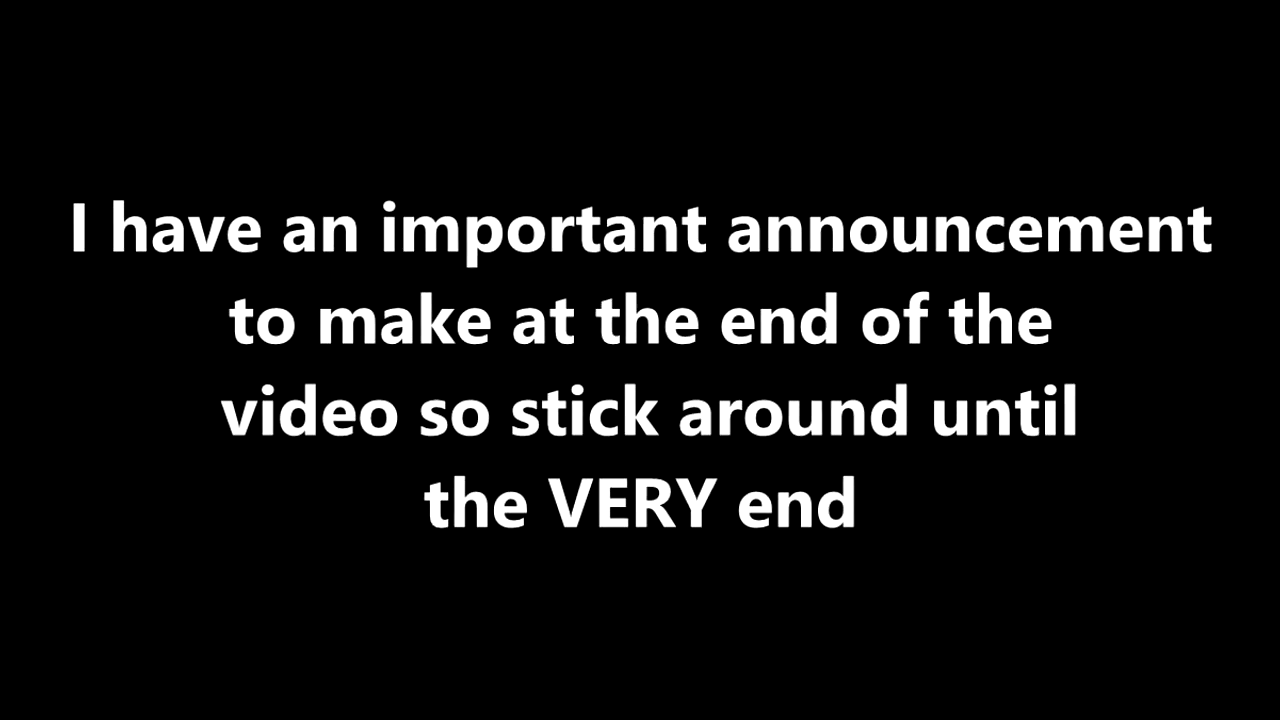 I have an important announcement
to make at the end of the
video so stick around until
the VERY end